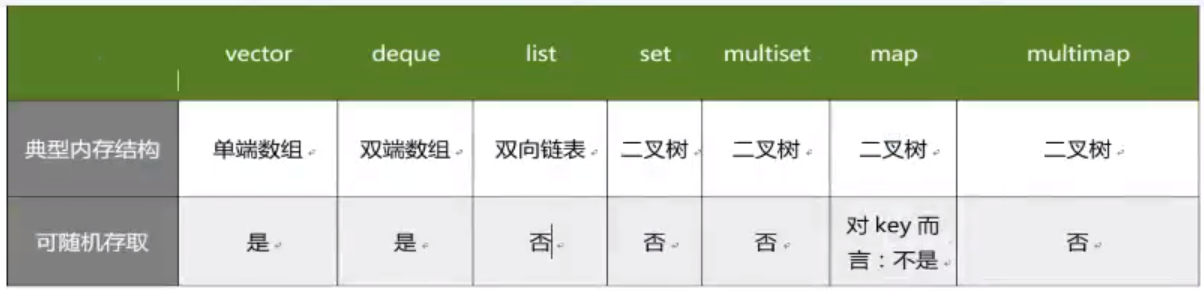 vector deque list set multiset map multimap
典型内存结构 单端数组 双端数组 双向链表 二叉树 二叉树 二叉树 二叉树
可随机存取 是 是 否 否 否 对 key 而
言：不是 否